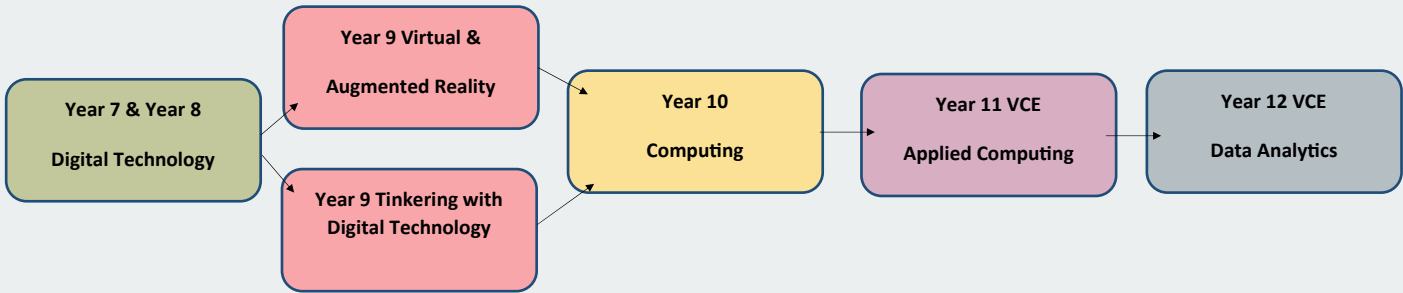 Year 7 & Year 8
Digital Technology
Year 9 Virtual &
Augmented Reality
Year 9 Tinkering with
Digital Technology
Year 10
Computing
Year 11 VCE
Applied Computing
Year 12 VCE
Data Analytics